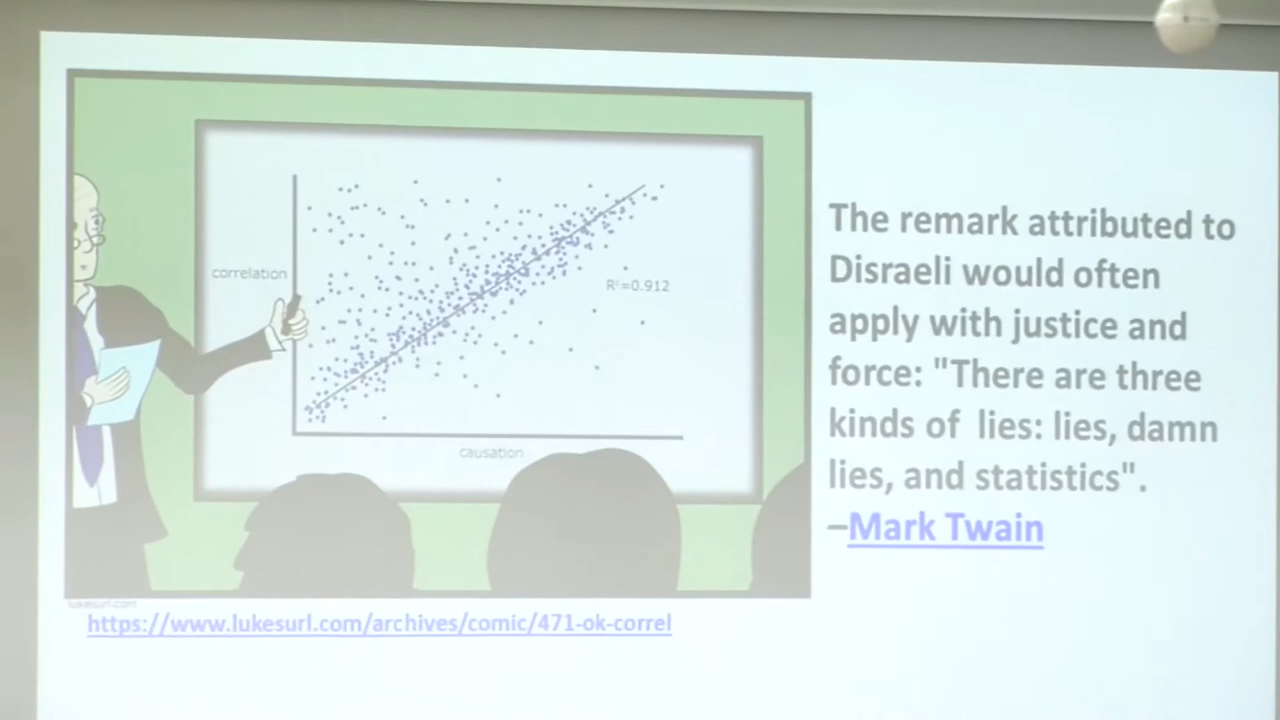 correlation
R²=0.912
causation
lukesurl.com
https://www.lukesurl.com/archives/comic/471-ok-correl
The remark attributed to
Disraeli would often
apply with justice and
force: "There are three
kinds of lies: lies, damn
lies, and statistics".
–Mark Twain